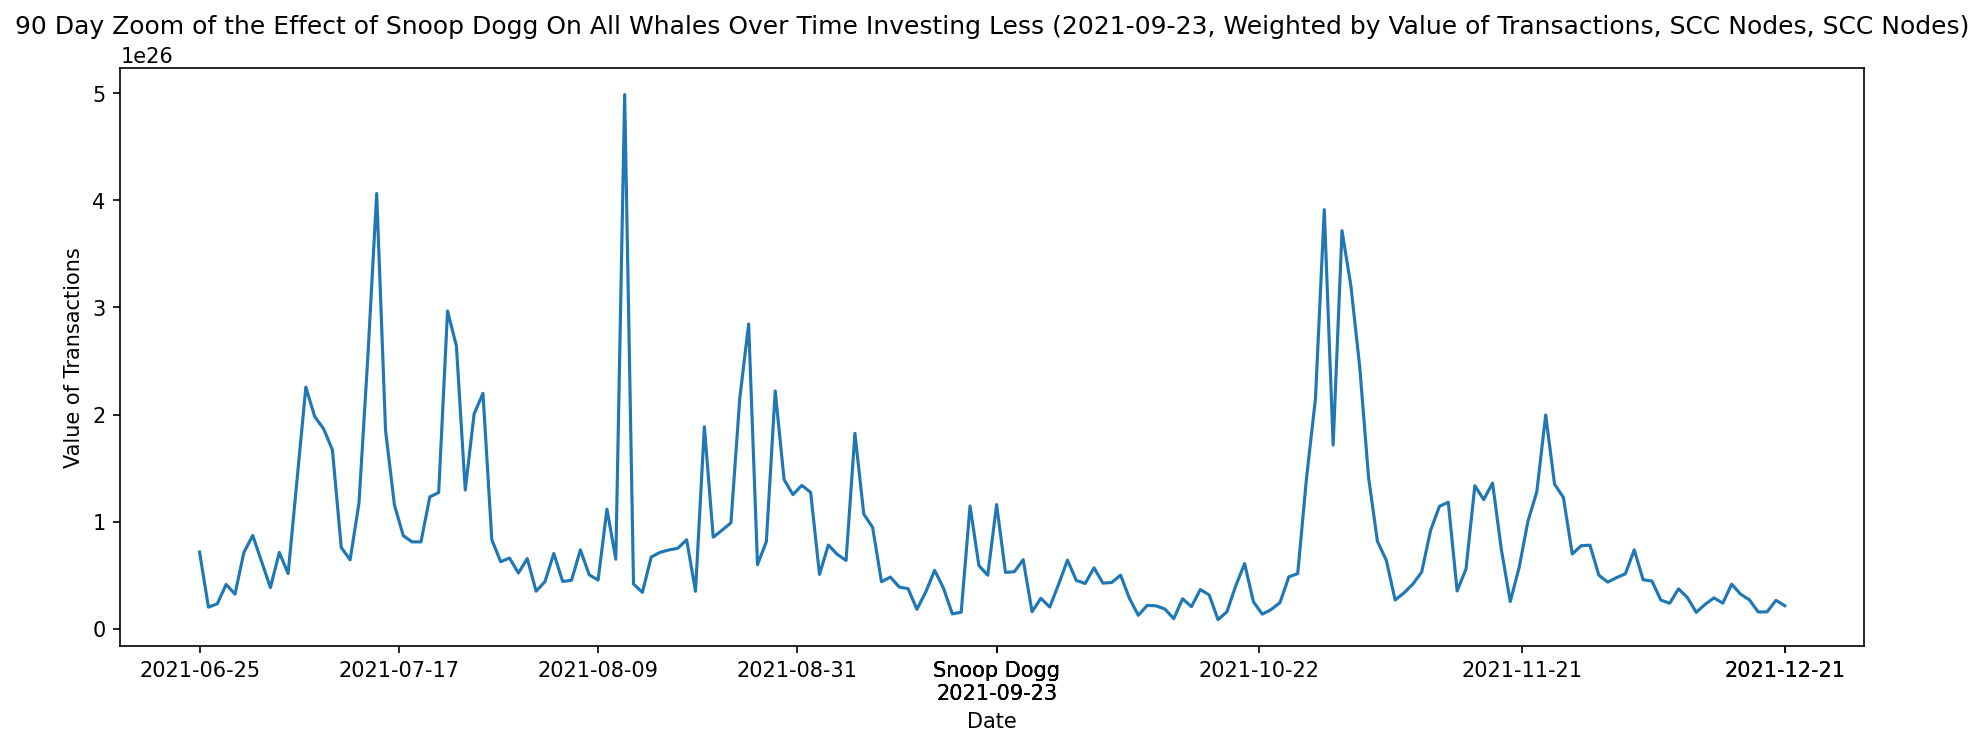 90 Day Zoom of the Effect of Snoop Dogg On All Whales Over Time Investing Less (2021-09-23, Weighted by Value of Transactions, SCC Nodes, SCC Nodes)
1e26
5
4
3
2
1
0
Value of Transactions
2021-06-25
2021-07-17
2021-08-09
2021-08-31
Snoop Dogg
2021-09-23
2021-10-22
2021-11-21
2021-12-21
Date